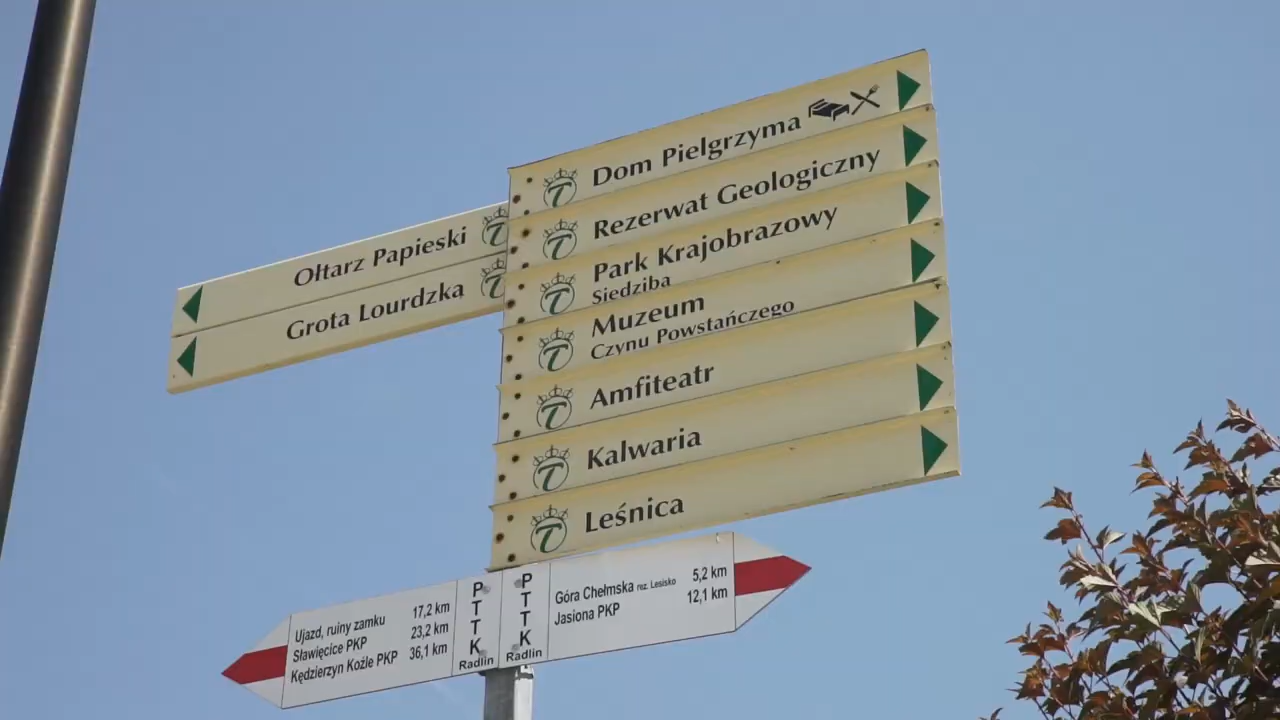 Dom Pielgrzyma
Rezerwat Geologiczny
Park Krajobrazowy
Siedziba
Muzeum
Czynu Powstańczego
Amfiteatr
Kalwaria
Leśnica
Ołtarz Papieski
Grota Lourdzka
Ujazd, ruiny zamku 17,2 km
Sławięcice PKP 23,2 km
Kędzierzyn Koźle PKP 36,1 km
PTTK
Radlin
PTTK
Radlin
Góra Chełmska rez. Lesisko 5,2 km
Jasiona PKP 12,1 km